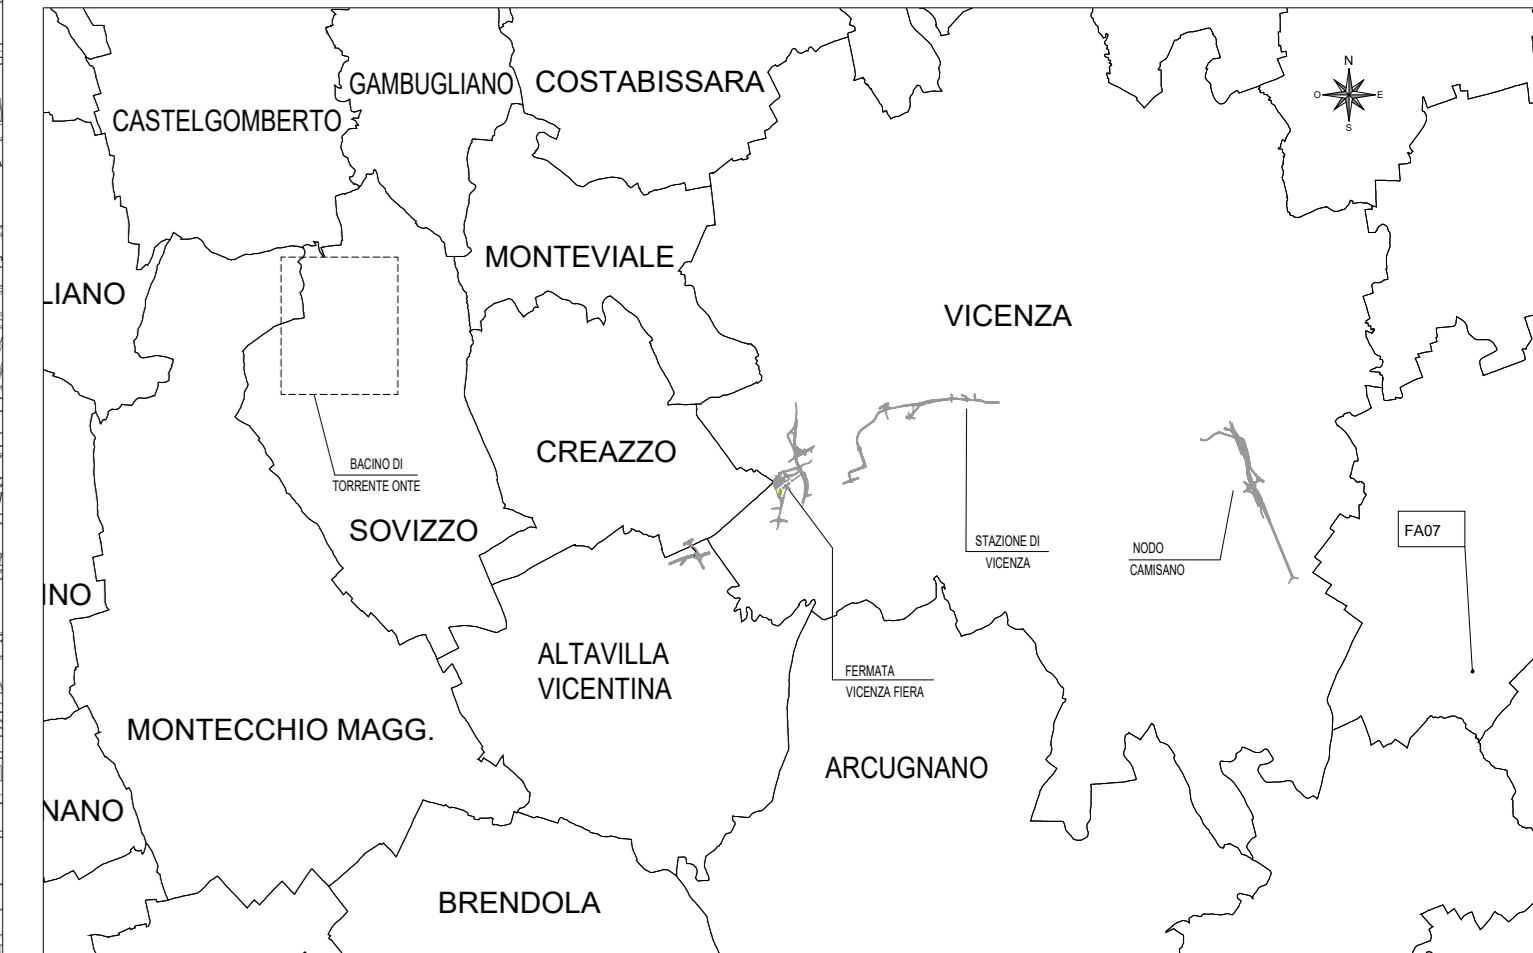 GAMBUGLIANO
COSTABISSARA
CASTELGOMBERTO
N
O
E
S
MONTEVIALE
LIANO
VICENZA
CREAZZO
BACINO DI
TORRENTE ONTE
SOVIZZO
FA07
STAZIONE DI
VICENZA
NODO
CAMISANO
INO
ALTAVILLA
VICENTINA
FERMATA
VICENZA FIERA
MONTECCHIO MAGG.
ARCUGNANO
NANO
BRENDOLA